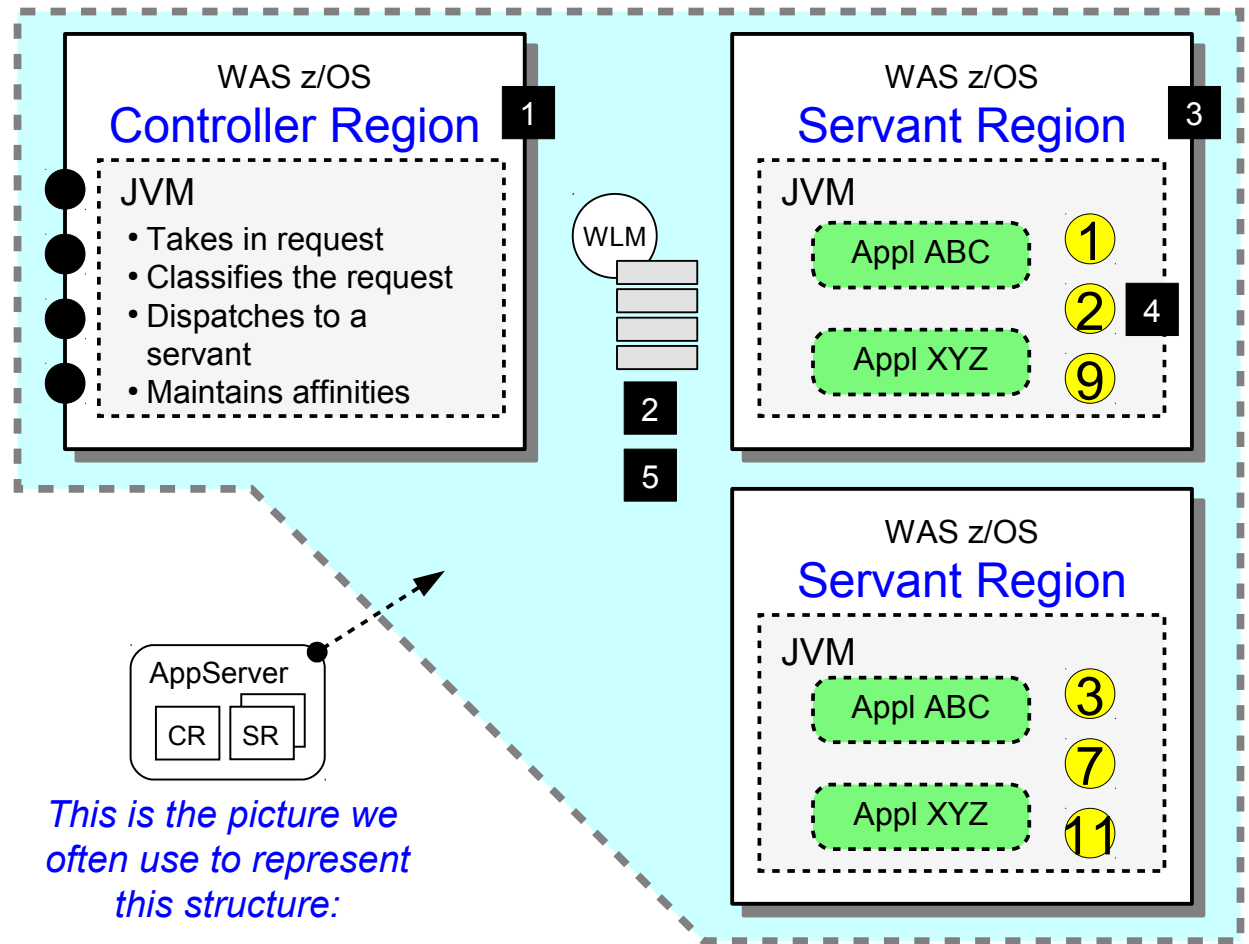 WAS z/OS
Controller Region
1
JVM
• Takes in request
• Classifies the request
• Dispatches to a
servant
• Maintains affinities
WLM
2
5
WAS z/OS
Servant Region
3
JVM
Appl ABC
Appl XYZ
1
2
9
4
WAS z/OS
Servant Region
JVM
Appl ABC
Appl XYZ
3
7
11
AppServer
CR
SR
This is the picture we
often use to represent
this structure: